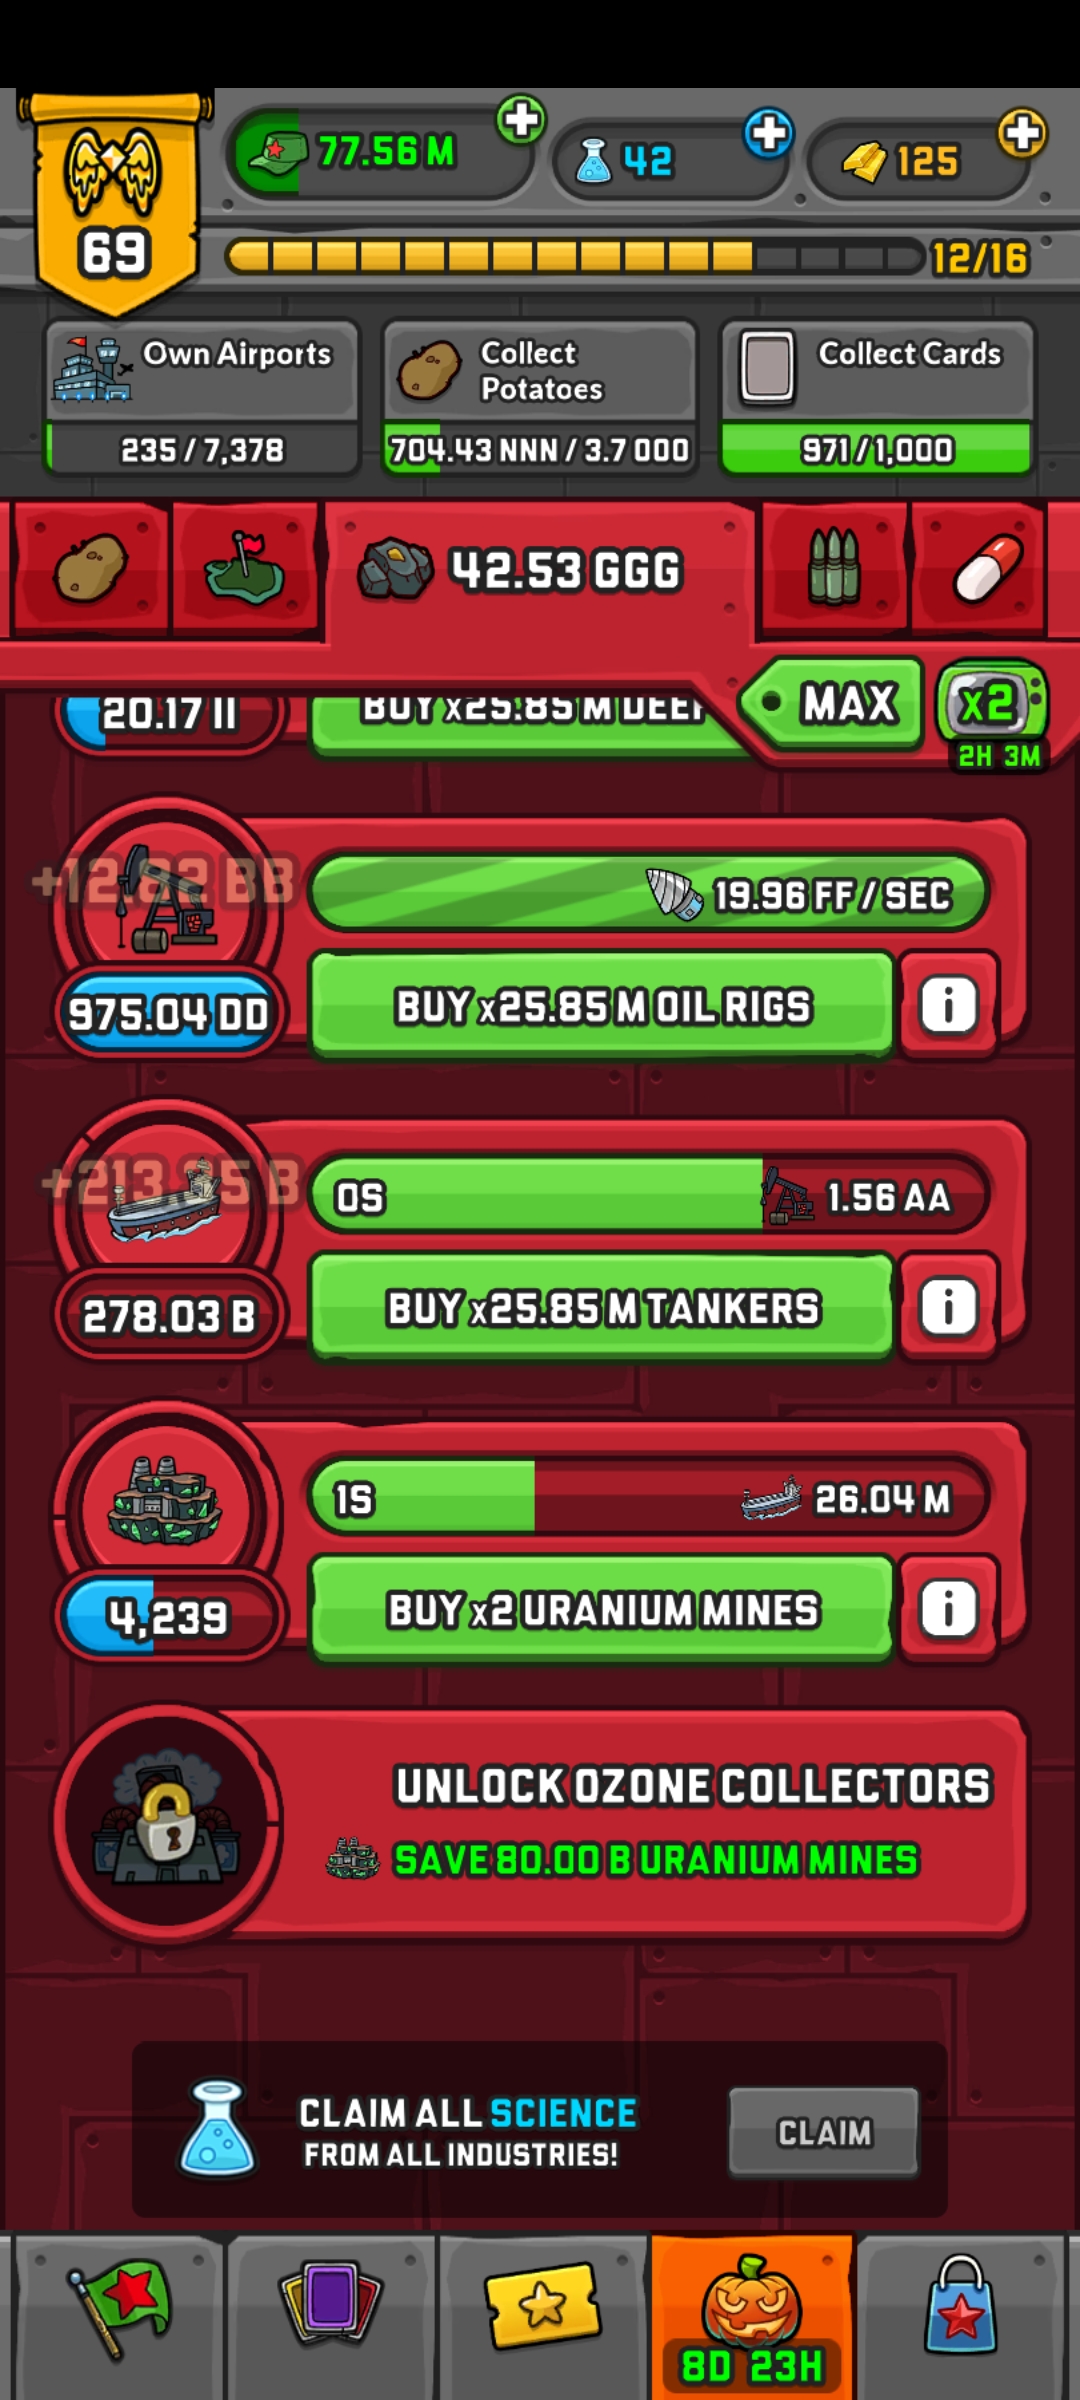 77.56 M
42
125
69
12/16
Own Airports
235 / 7,378
Collect
Potatoes
704.43 NNN / 3.7 OOO
Collect Cards
971 / 1,000
42.53 GGG
MAX
x2
2H 3M
20.17 II
BUY x25.85 M DEEP
+12.82 BB
19.96 FF / SEC
975.04 DD
BUY x25.85 M OIL RIGS
i
+213.25 B
0S
1.56 AA
278.03 B
BUY x25.85 M TANKERS
i
1S
26.04 M
4,239
BUY x2 URANIUM MINES
i
UNLOCK OZONE COLLECTORS
SAVE 80.00 B URANIUM MINES
CLAIM ALL SCIENCE
FROM ALL INDUSTRIES!
CLAIM
8D 23H